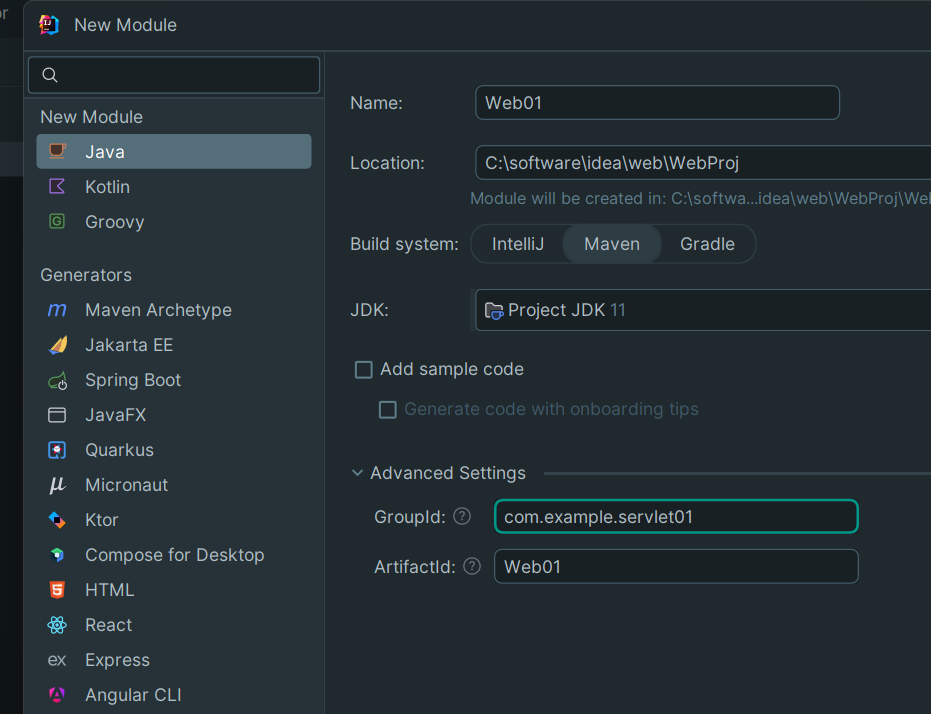 or
New Module
New Module
Java
Kotlin
Groovy
Generators
Maven Archetype
Jakarta EE
Spring Boot
JavaFX
Quarkus
Micronaut
Ktor
Compose for Desktop
HTML
React
ex Express
Angular CLI
Name: Web01
Location: C:\software\idea\web\WebProj
Module will be created in: C:\softwa...idea\web\WebProj\We
Build system: IntelliJ Maven Gradle
JDK: Project JDK 11
Add sample code
Generate code with onboarding tips
Advanced Settings
GroupId: ? com.example.servlet01
ArtifactId: ? Web01